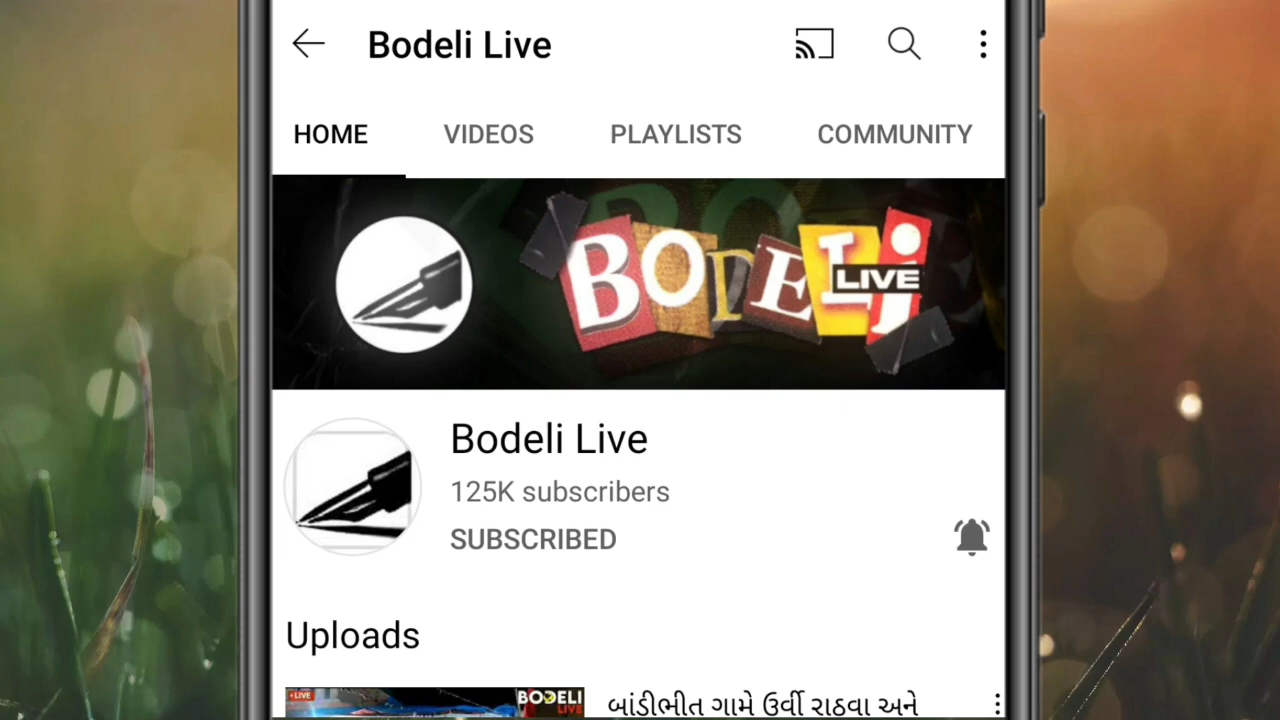 Bodeli Live
HOME VIDEOS PLAYLISTS COMMUNITY
BODELi
LIVE
Bodeli Live
125K subscribers
SUBSCRIBED
Uploads
LIVE
BODELI
LIVE
બાંડીભીત ગામે ઉર્વી રાઠવા અને